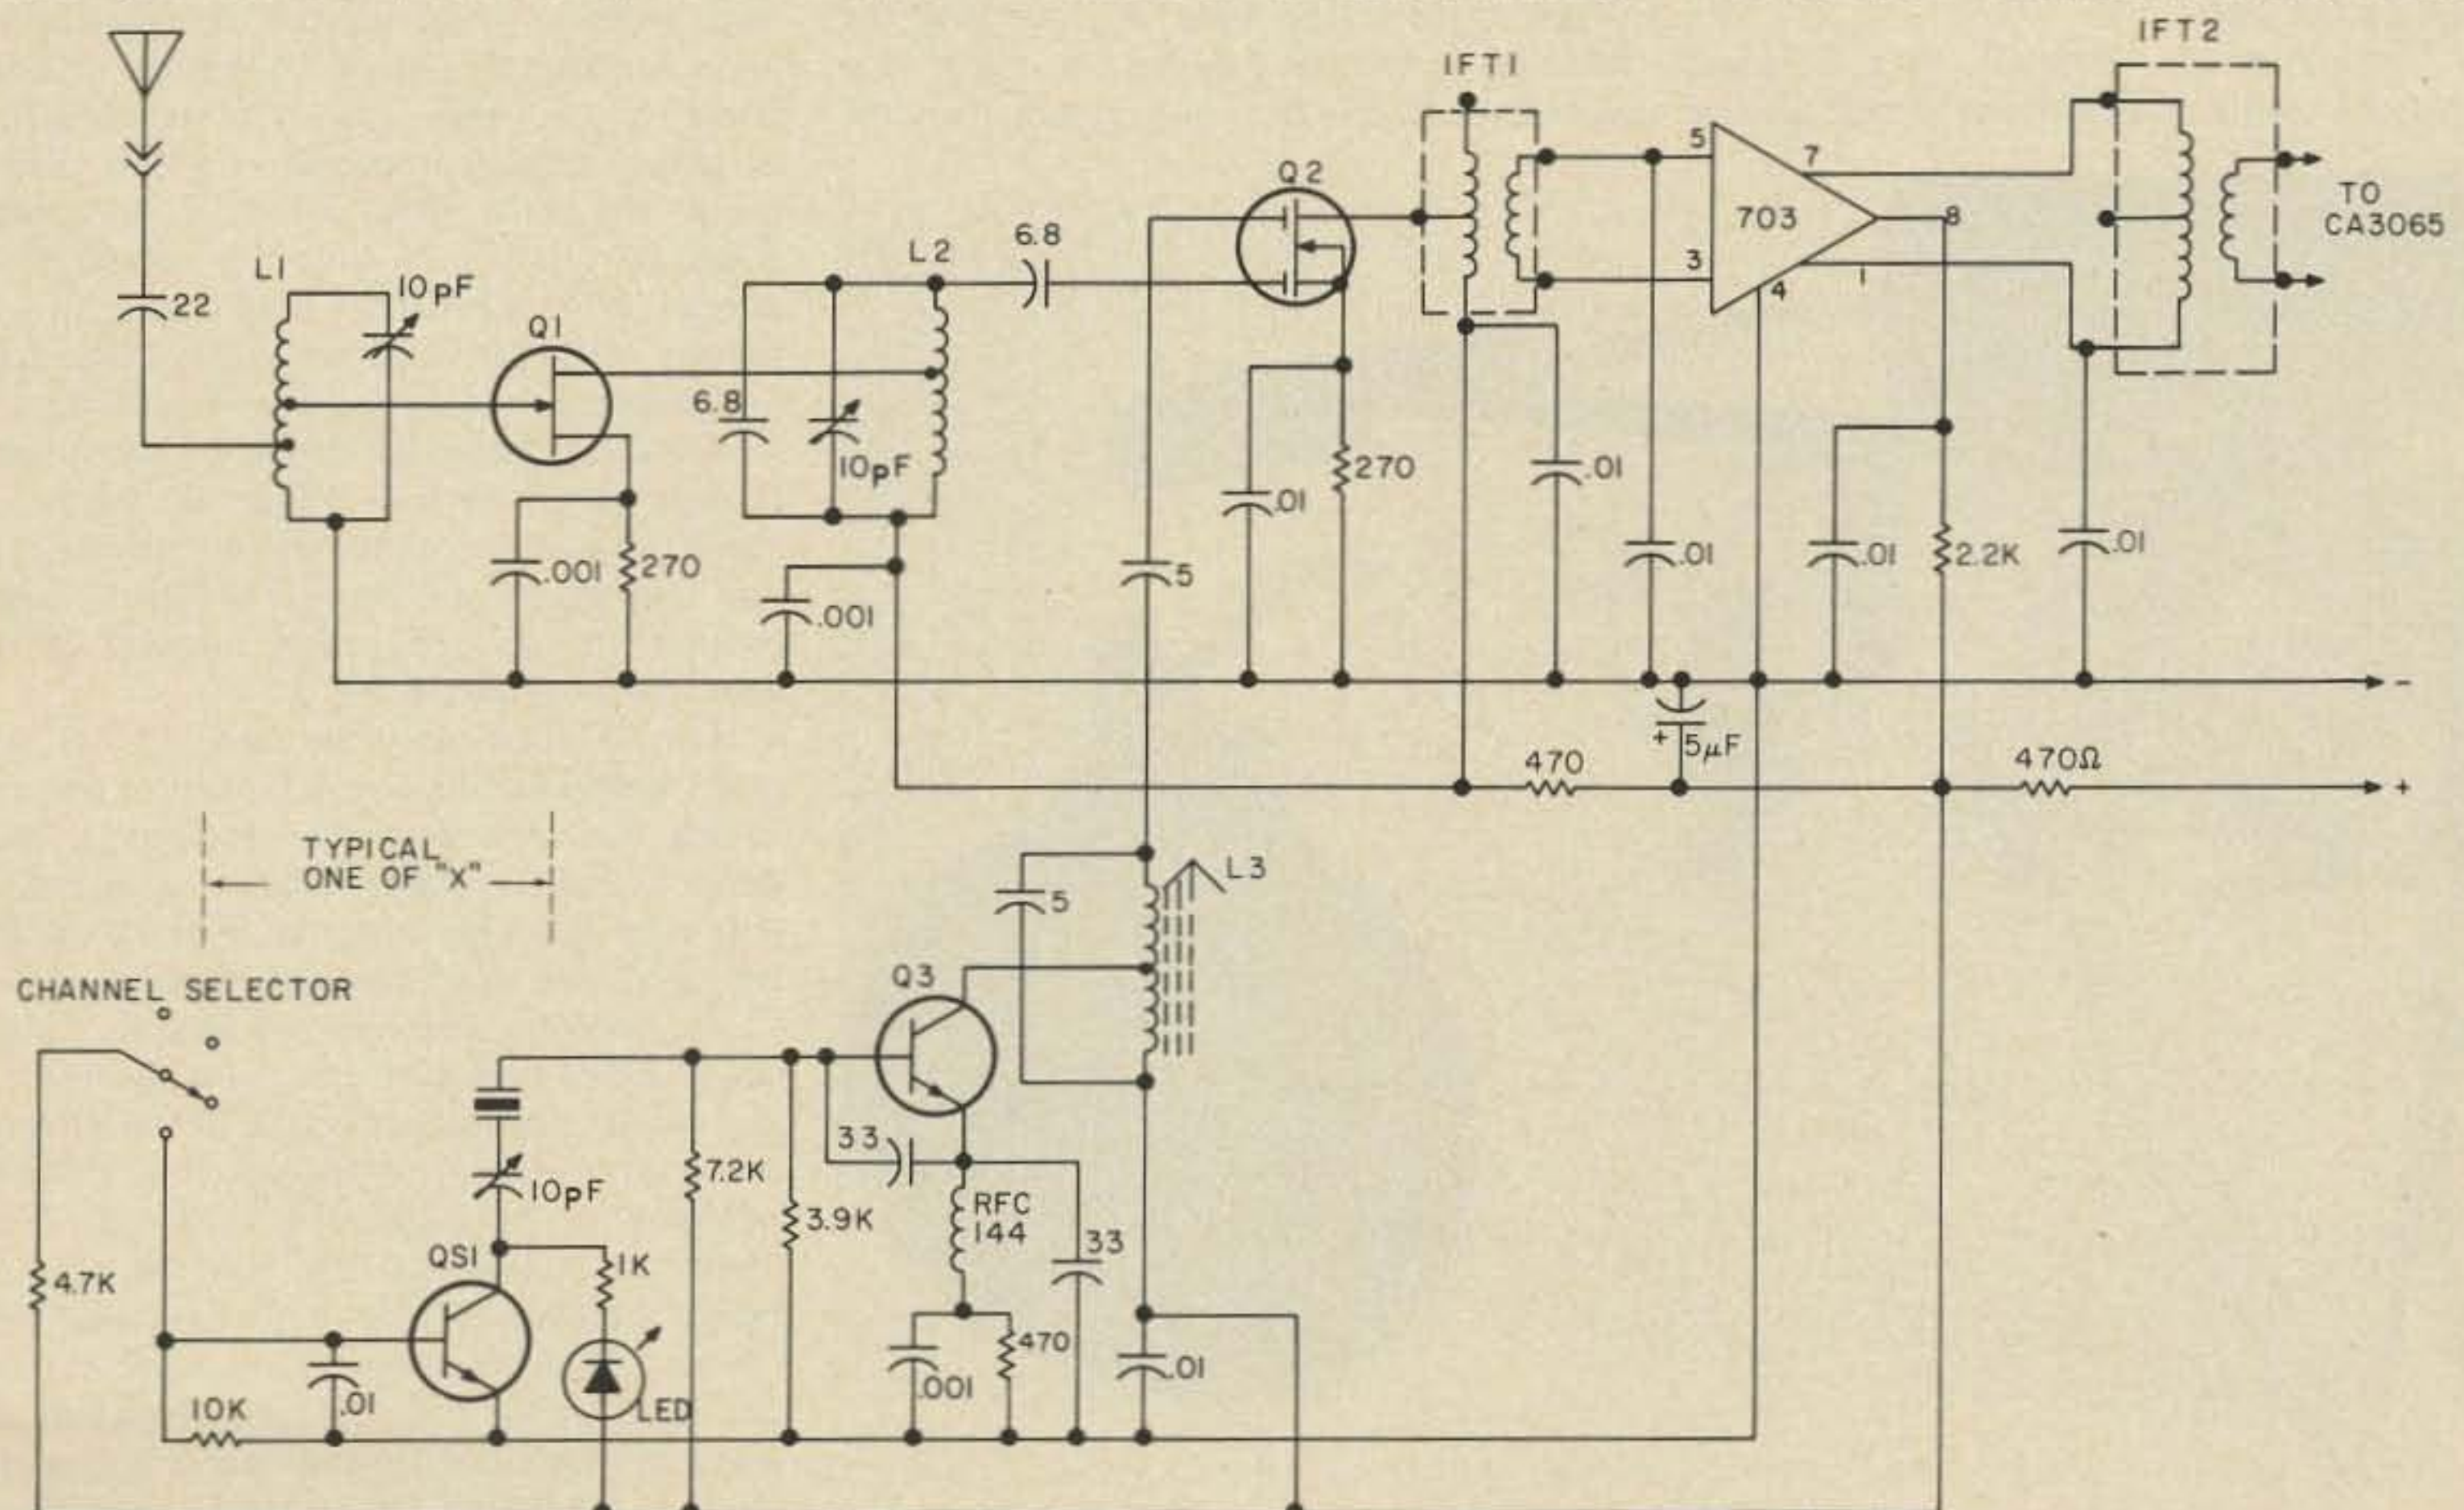 IFT2
IFT1
Q2
5
7
703
8
TO
CA3065
3
4
1
6.8
L2
L1
10pF
22
Q1
6.8
10pF
270
.01
.01
.001
270
.001
5
.01
.01
2.2K
.01
-
+
5µF
470
470Ω
+
TYPICAL
ONE OF "X"
L3
5
CHANNEL SELECTOR
Q3
33
7.2K
10pF
3.9K
RFC
144
33
QS1
1K
4.7K
470
.01
.001
10K
.01
LED